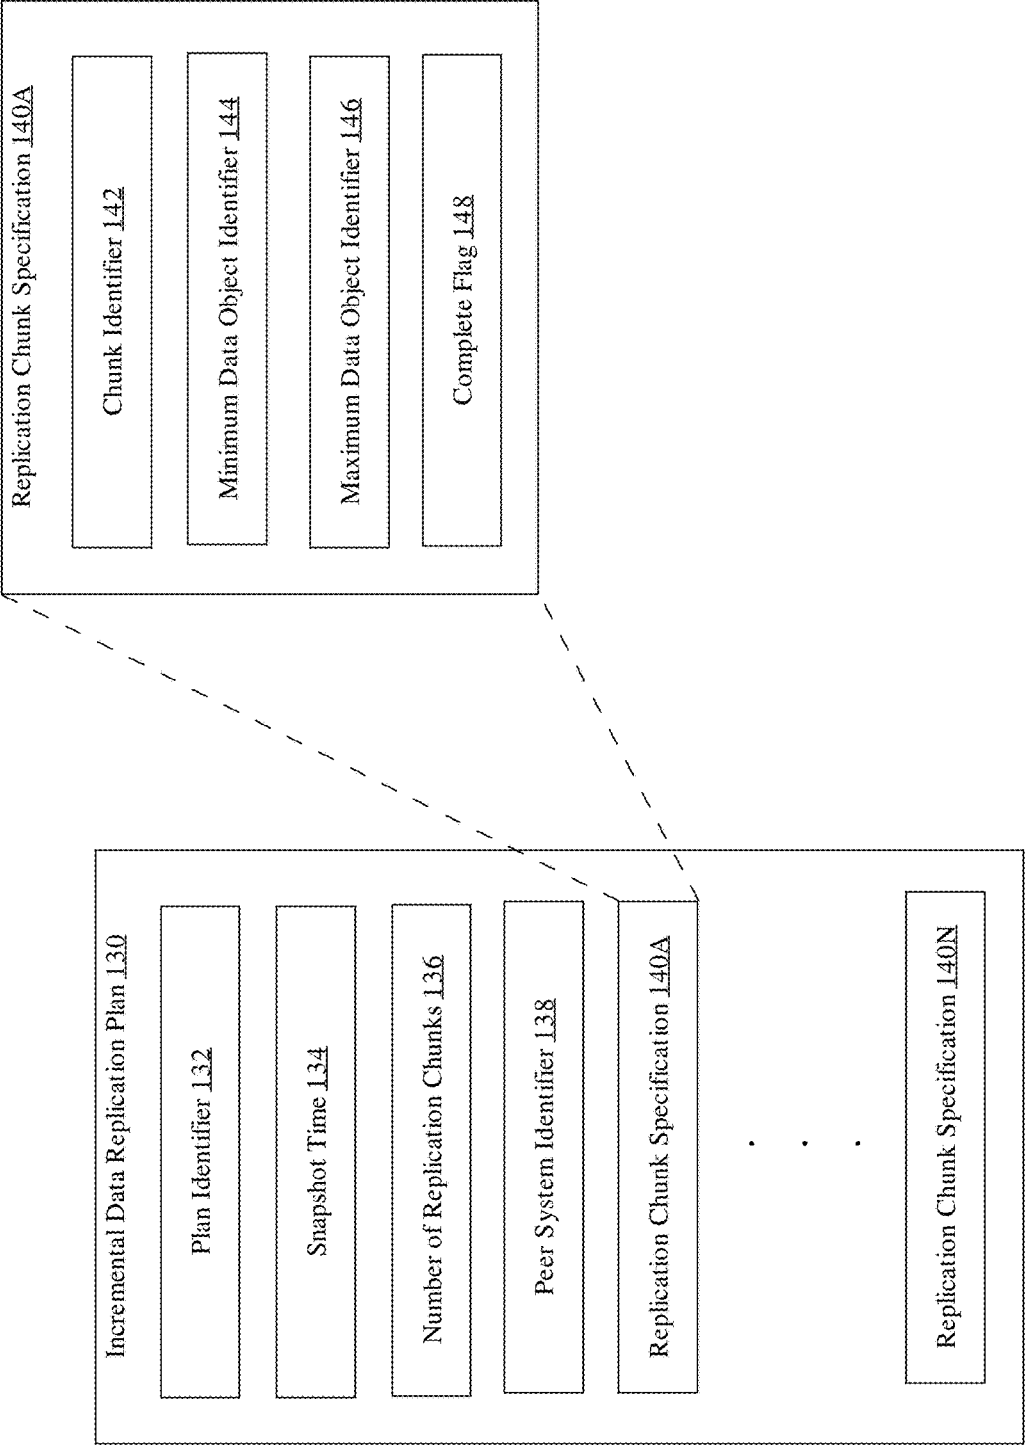 Incremental Data Replication Plan 130
Plan Identifier 132
Snapshot Time 134
Number of Replication Chunks 136
Peer System Identifier 138
Replication Chunk Specification 140A
. . .
Replication Chunk Specification 140N
Replication Chunk Specification 140A
Chunk Identifier 142
Minimum Data Object Identifier 144
Maximum Data Object Identifier 146
Complete Flag 148